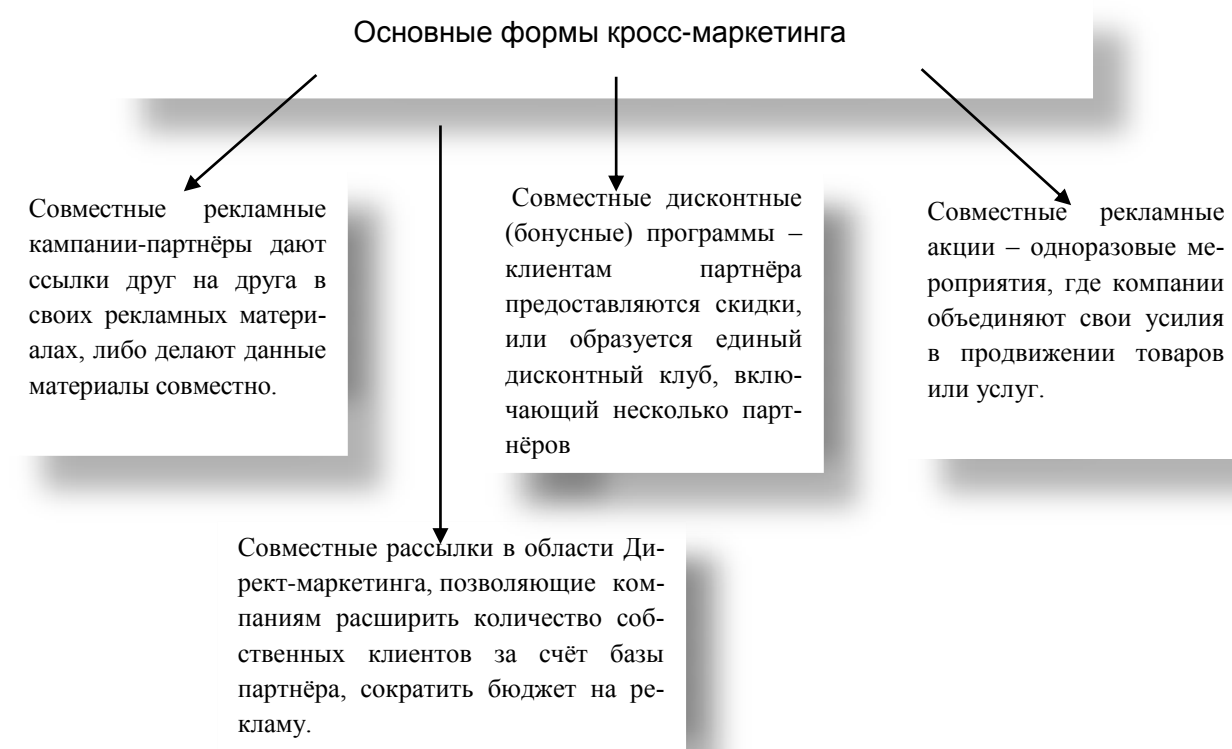 Основные формы кросс-маркетинга
Совместные рекламные
кампании-партнёры дают
ссылки друг на друга в
своих рекламных матери-
алах, либо делают данные
материалы совместно.
Совместные дисконтные
(бонусные) программы –
клиентам партнёра
предоставляются скидки,
или образуется единый
дисконтный клуб, вклю-
чающий несколько парт-
нёров
Совместные рекламные
акции – одноразовые ме-
роприятия, где компании
объединяют свои усилия
в продвижении товаров
или услуг.
Совместные рассылки в области Ди-
рект-маркетинга, позволяющие ком-
паниям расширить количество соб-
ственных клиентов за счёт базы
партнёра, сократить бюджет на ре-
кламу.